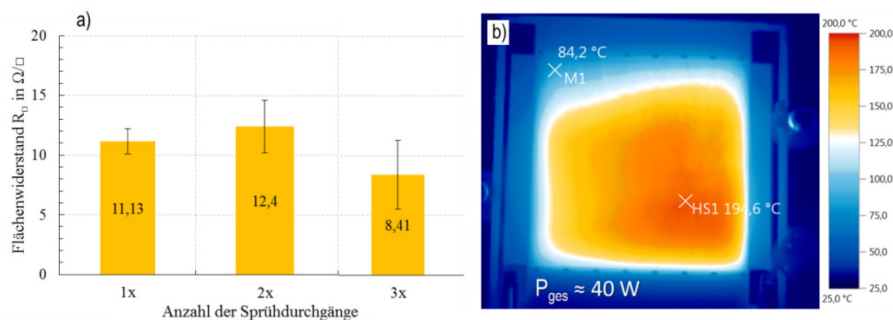 a)
Flächenwiderstand R□ in Ω/□
20
15
10
5
0
11,13
12,4
8,41
1x
2x
3x
Anzahl der Sprühdurchgänge
b)
84,2 °C
M1
HS1 194,6 °C
Pges ≈ 40 W
200,0 °C
200,0
175,0
150,0
125,0
100,0
75,0
50,0
25,0
25,0 °C